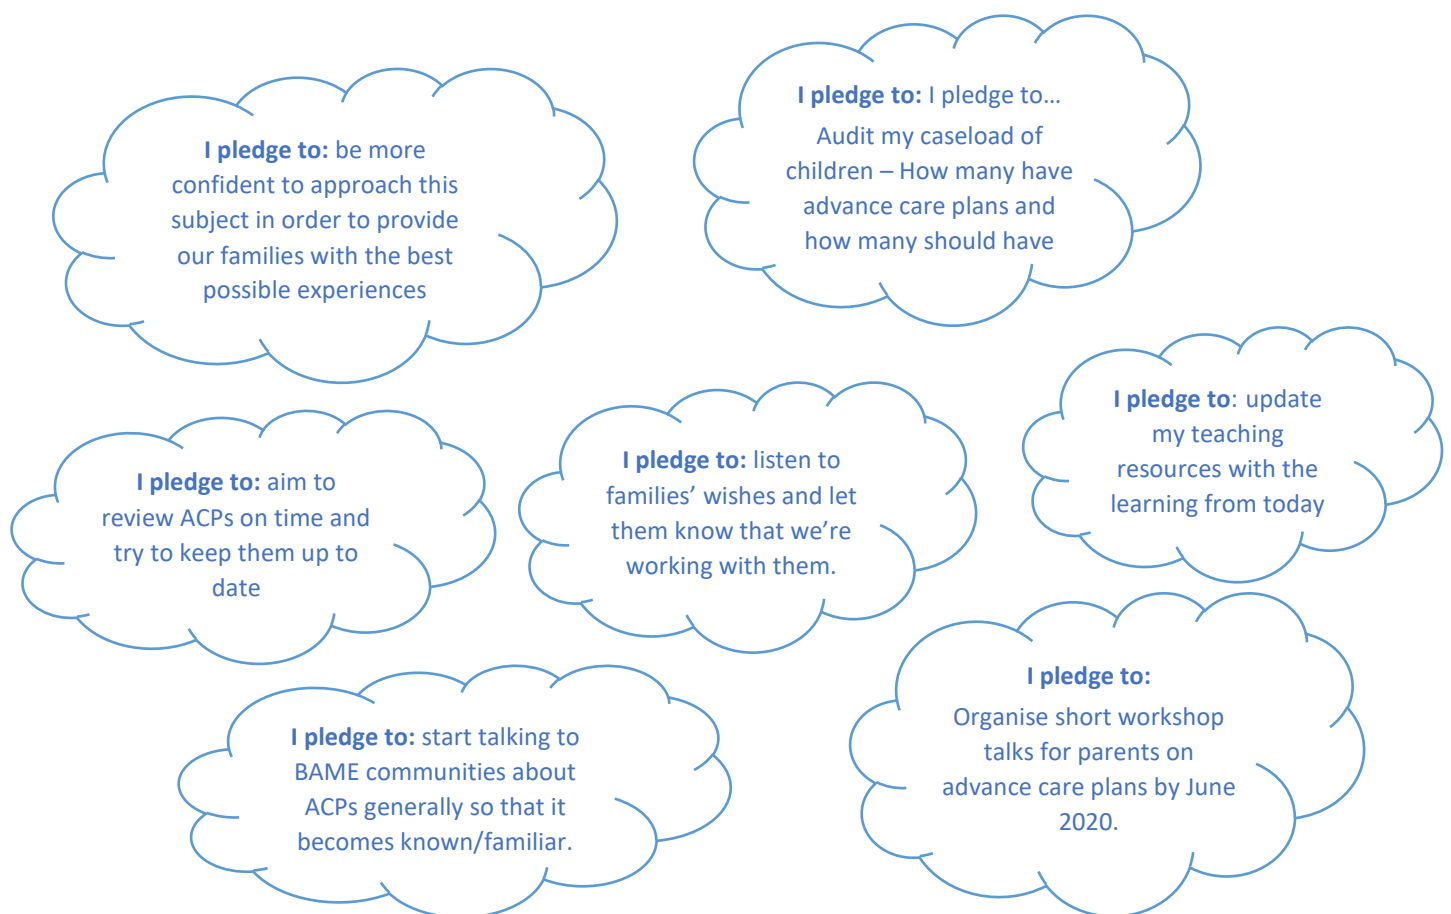 I pledge to: be more
confident to approach this
subject in order to provide
our families with the best
possible experiences
I pledge to: I pledge to…
Audit my caseload of
children – How many have
advance care plans and
how many should have
I pledge to: update
my teaching
resources with the
learning from today
I pledge to: aim to
review ACPs on time and
try to keep them up to
date
I pledge to: listen to
families’ wishes and let
them know that we’re
working with them.
I pledge to: start talking to
BAME communities about
ACPs generally so that it
becomes known/familiar.
I pledge to:
Organise short workshop
talks for parents on
advance care plans by June
2020.